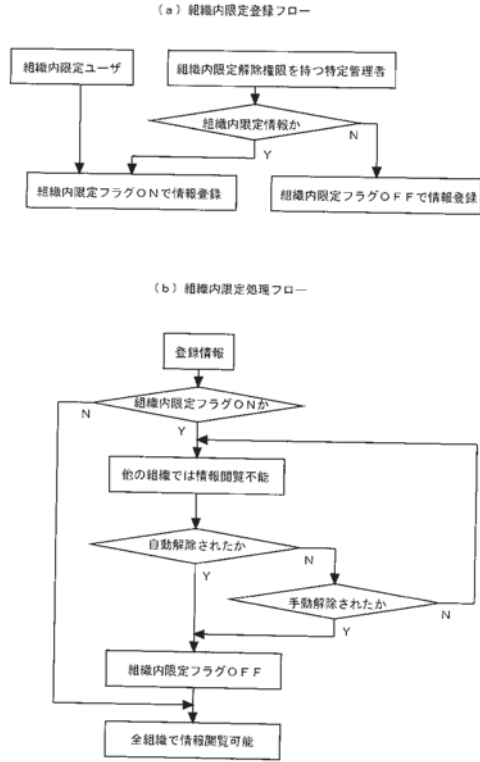 (a)組織内限定登録フロー
組織内限定ユーザ
組織内限定解除権限を持つ特定管理者
組織内限定情報か
N
Y
組織内限定フラグONで情報登録
組織内限定フラグOFFで情報登録
(b)組織内限定処理フロー
登録情報
組織内限定フラグONか
N
Y
他の組織では情報閲覧不能
自動解除されたか
N
Y
手動解除されたか
N
Y
組織内限定フラグOFF
全組織で情報閲覧可能